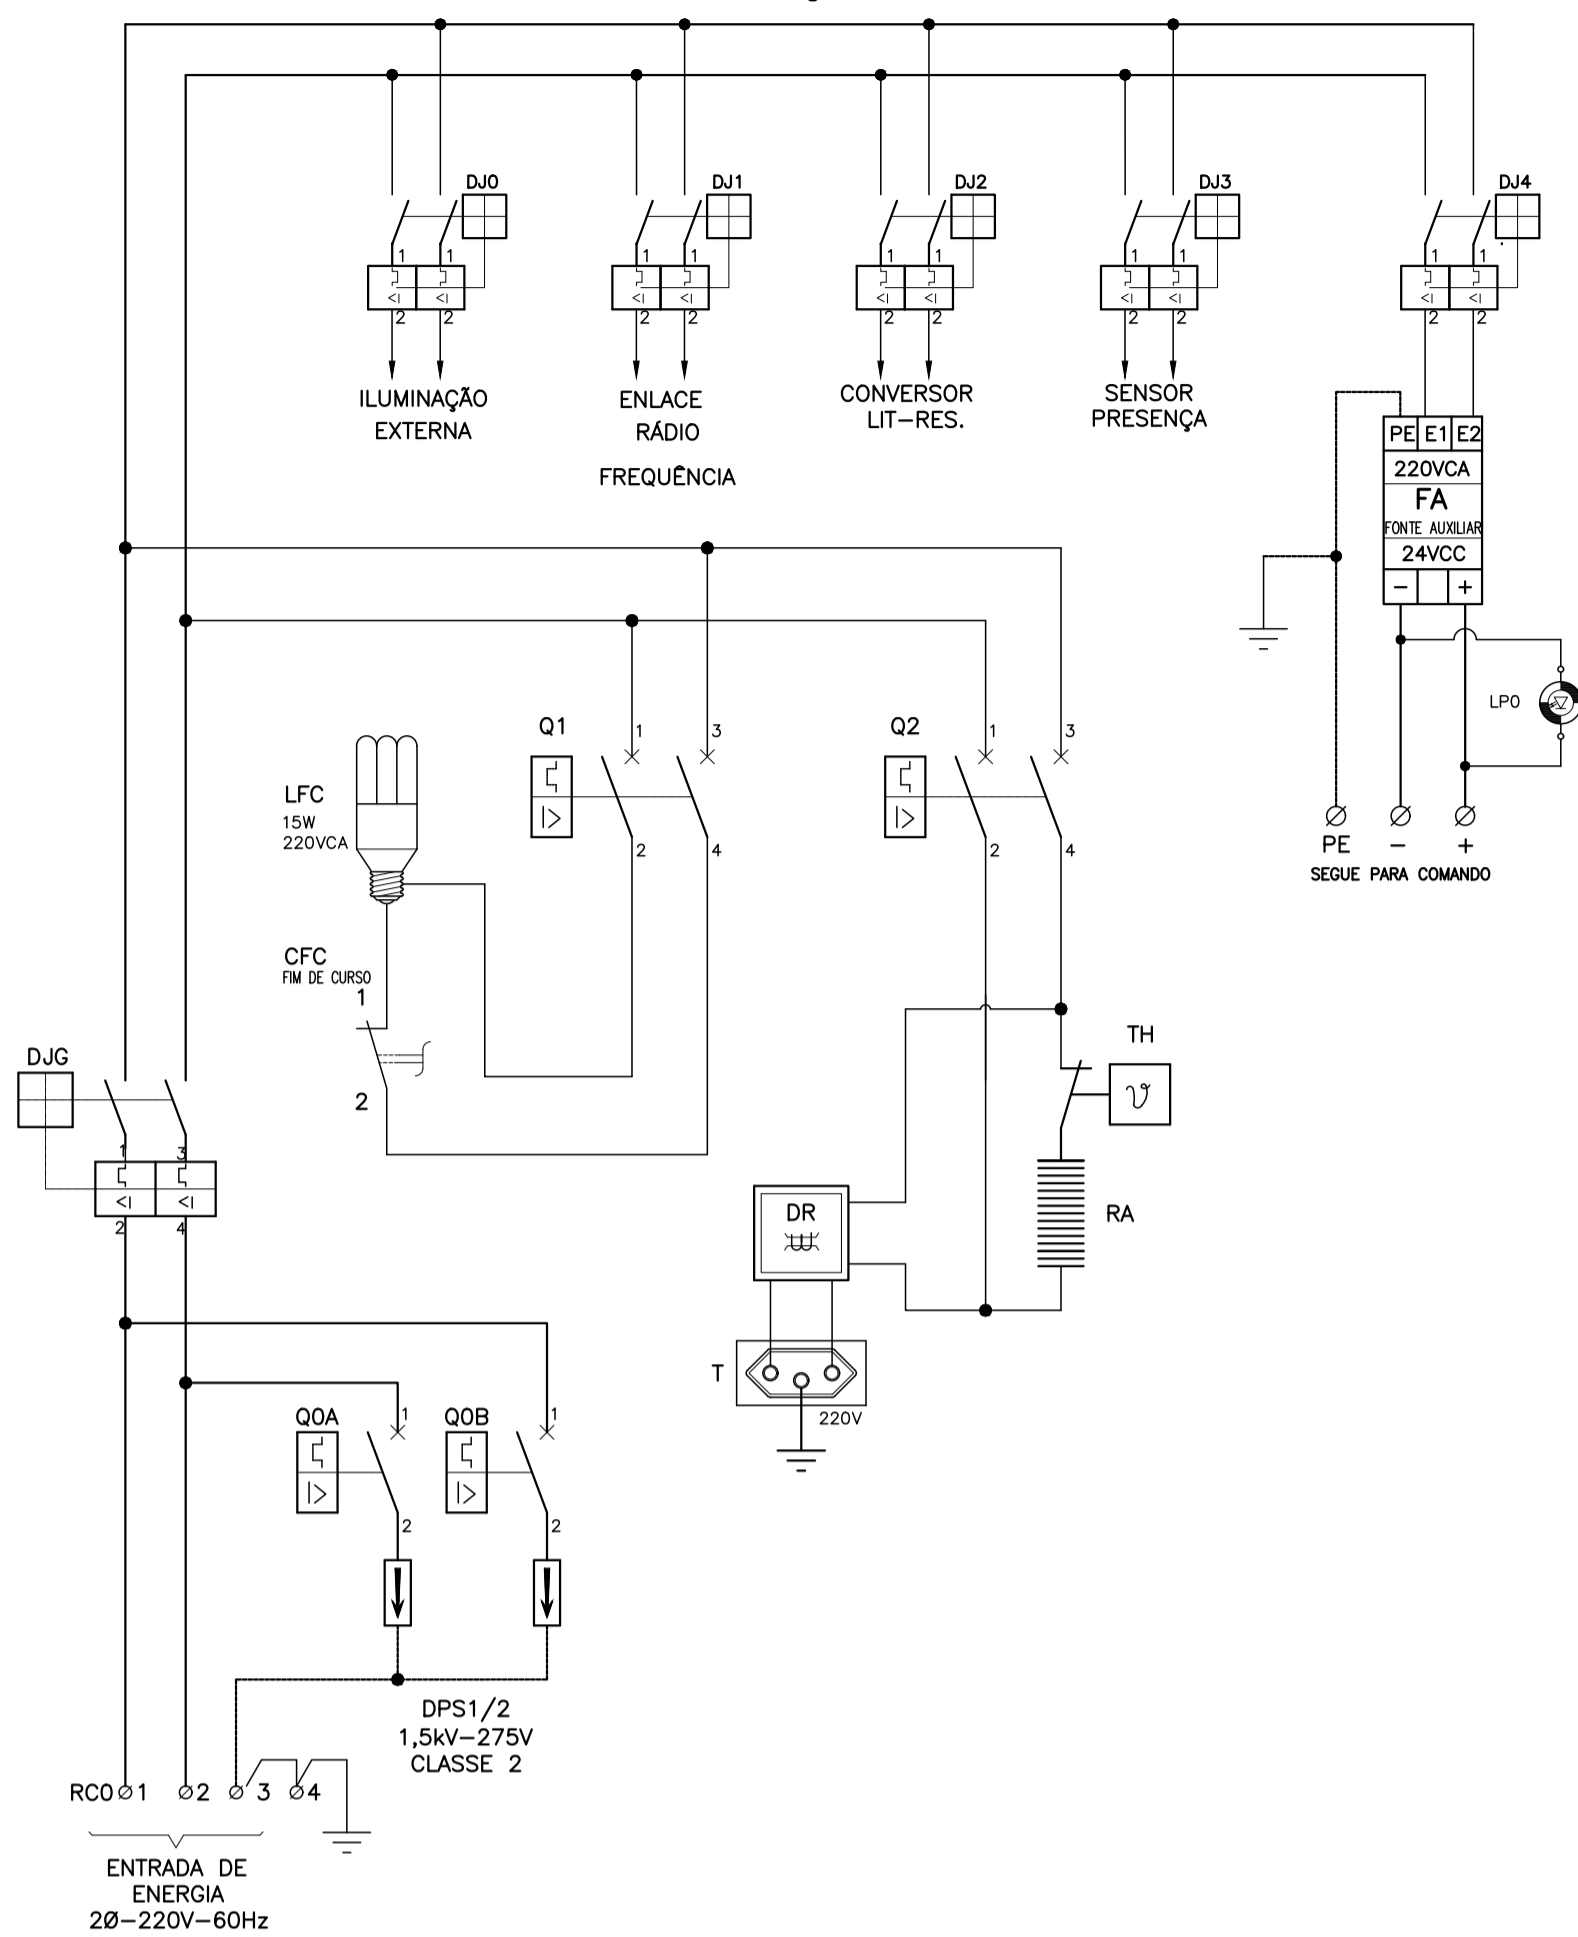 DJ0
DJ1
DJ2
DJ3
DJ4
1 1
1 1
1 1
1 1
1 1
2 2
2 2
2 2
2 2
2 2
ILUMINAÇÃO
EXTERNA
ENLACE
RÁDIO
FREQUÊNCIA
CONVERSOR
LIT-RES.
SENSOR
PRESENÇA
PE E1 E2
220VCA
FA
FONTE AUXILIAR
24VCC
- +
LP0
PE - +
SEGUE PARA COMANDO
Q1
1 3
2 4
Q2
1 3
2 4
LFC
15W
220VCA
CFC
FIM DE CURSO
1
2
DJG
1 3
2 4
TH
RA
DR
T
220V
Q0A
1
2
Q0B
1
2
DPS1/2
1,5kV-275V
CLASSE 2
RC0 1 2 3 4
ENTRADA DE
ENERGIA
2Ø-220V-60Hz